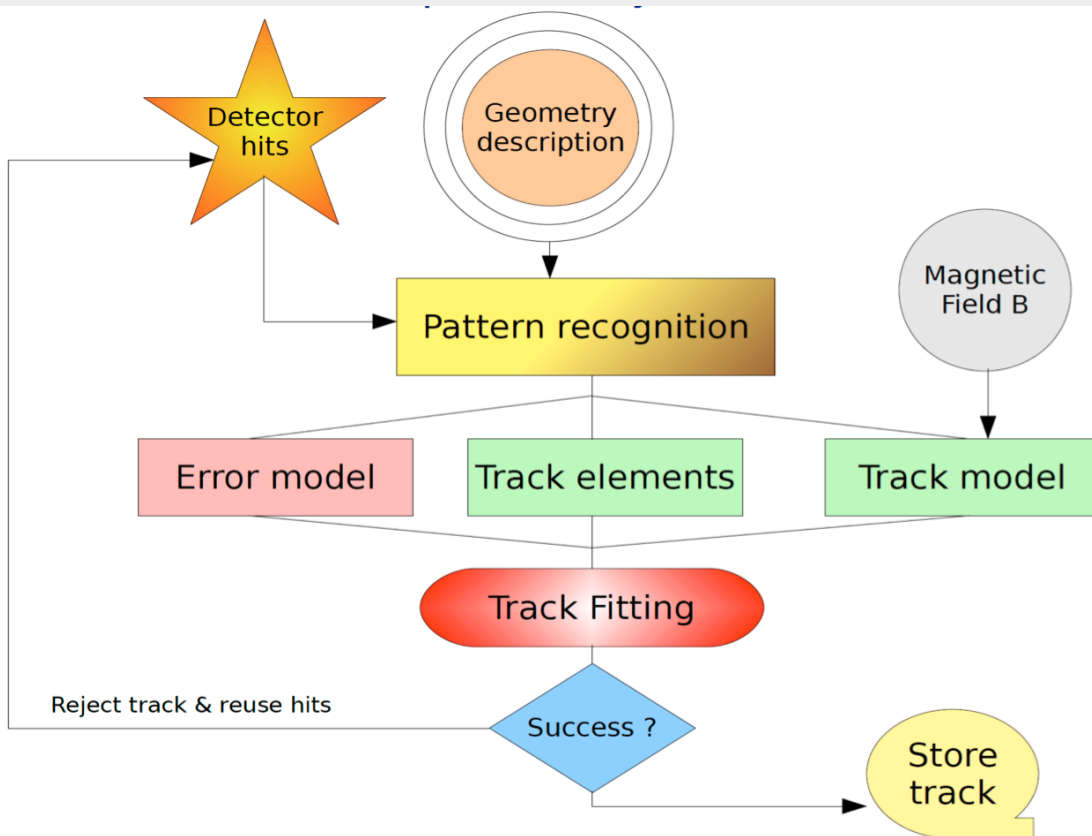 Detector
hits
Geometry
description
Magnetic
Field B
Pattern recognition
Error model
Track elements
Track model
Track Fitting
Reject track & reuse hits
Success ?
Store
track